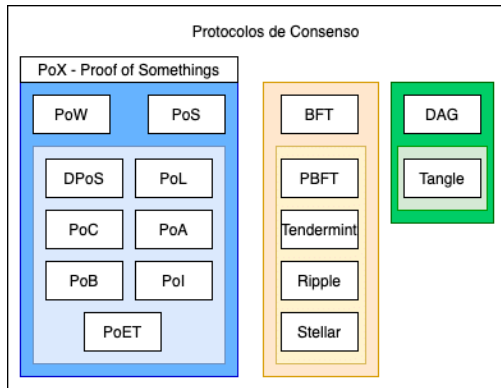 Protocolos de Consenso
PoX - Proof of Somethings
PoW
PoS
DPoS
PoL
PoC
PoA
PoB
PoI
PoET
BFT
PBFT
Tendermint
Ripple
Stellar
DAG
Tangle